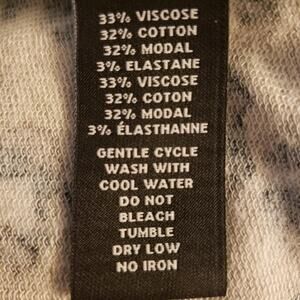 33% VISCOSE
32% COTTON
32% MODAL
3% ELASTANE
33% VISCOSE
32% COTON
32% MODAL
3% ÉLASTHANNE
GENTLE CYCLE
WASH WITH
COOL WATER
DO NOT
BLEACH
TUMBLE
DRY LOW
NO IRON